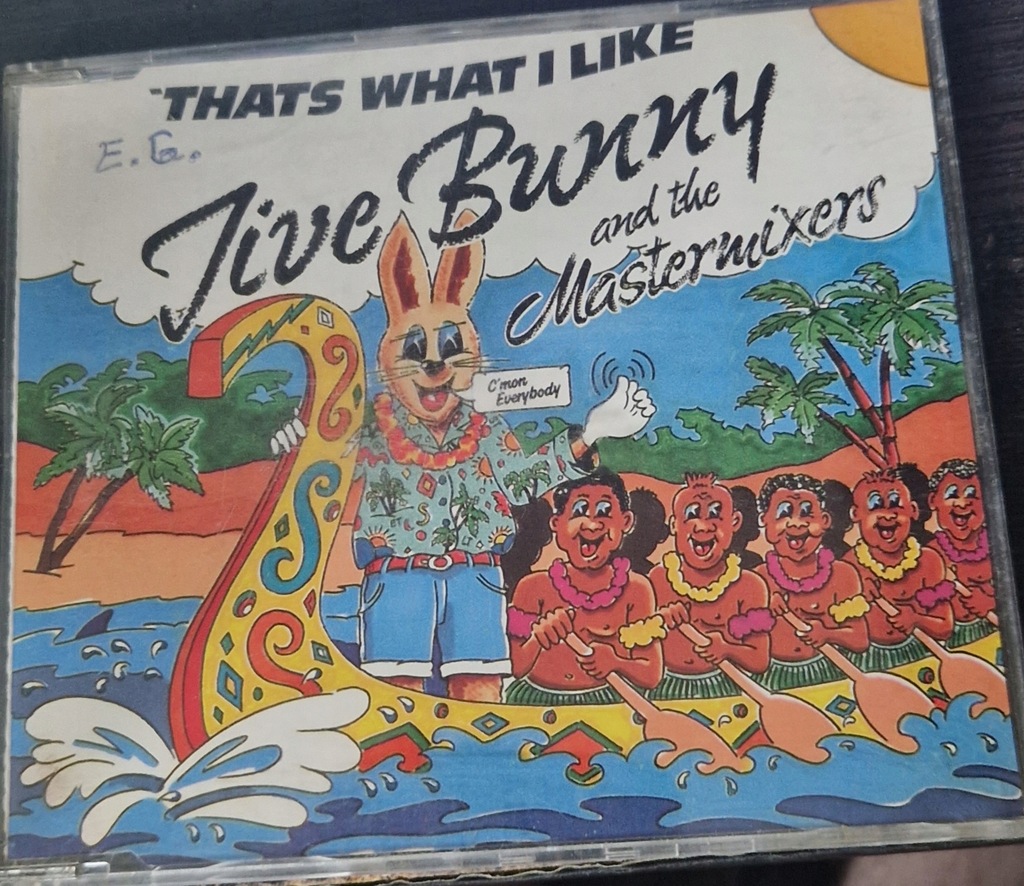 THATS WHAT I LIKE
E.G.
Jive Bunny
and the
Mastermixers
C'mon
Everybody